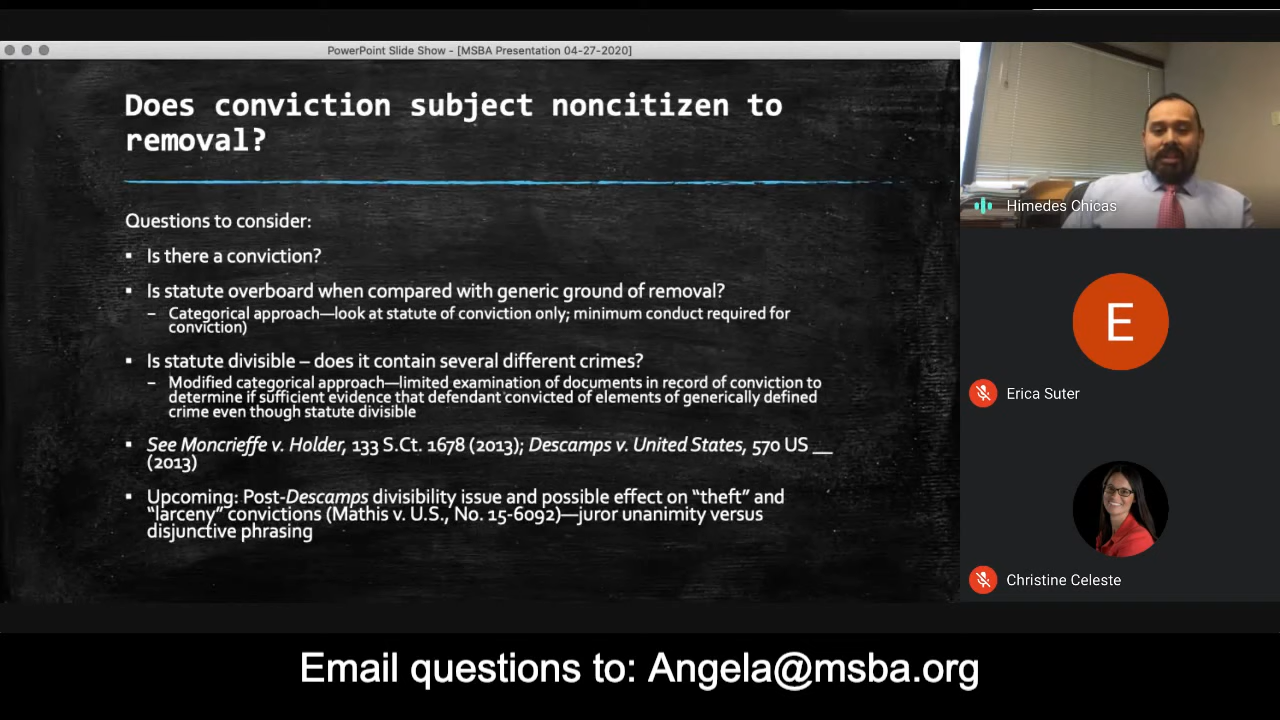 PowerPoint Slide Show - [MSBA Presentation 04-27-2020]
Does conviction subject noncitizen to
removal?
Questions to consider:
▪ Is there a conviction?
▪ Is statute overboard when compared with generic ground of removal?
– Categorical approach—look at statute of conviction only; minimum conduct required for
conviction)
▪ Is statute divisible – does it contain several different crimes?
– Modified categorical approach—limited examination of documents in record of conviction to
determine if sufficient evidence that defendant convicted of elements of generically defined
crime even though statute divisible
▪ See Moncrieffe v. Holder, 133 S.Ct. 1678 (2013); Descamps v. United States, 570 US __
(2013)
▪ Upcoming: Post-Descamps divisibility issue and possible effect on “theft” and
“larceny” convictions (Mathis v. U.S., No. 15-6092)—juror unanimity versus
disjunctive phrasing
Himedes Chicas
E
Erica Suter
Christine Celeste
Email questions to: Angela@msba.org